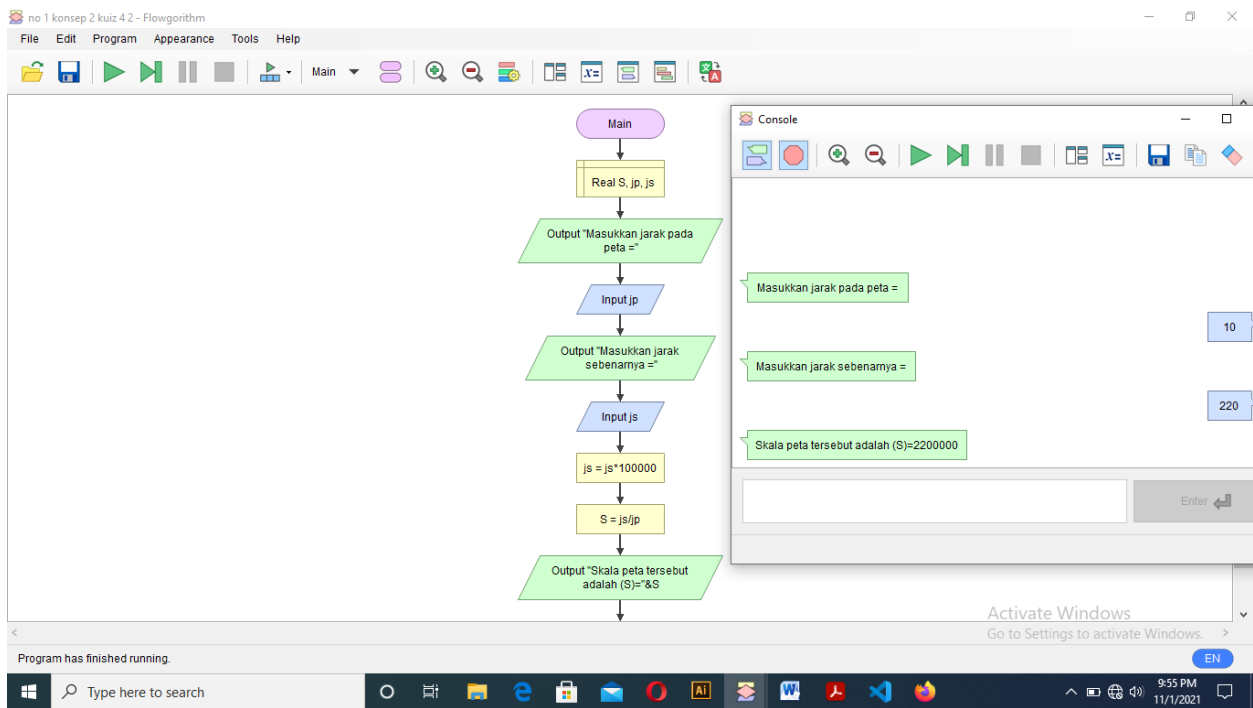 no 1 konsep 2 kuiz 4 2 - Flowgorithm
File Edit Program Appearance Tools Help
Main
Main
Real S, jp, js
Output "Masukkan jarak pada
peta ="
Input jp
Output "Masukkan jarak
sebenarnya ="
Input js
js = js*100000
S = js/jp
Output "Skala peta tersebut
adalah (S)="&S
Console
x=
x=
Masukkan jarak pada peta =
10
Masukkan jarak sebenarnya =
220
Skala peta tersebut adalah (S)=2200000
Enter
Activate Windows
Go to Settings to activate Windows.
Program has finished running.
EN
Type here to search
Ai
W
9:55 PM
11/1/2021